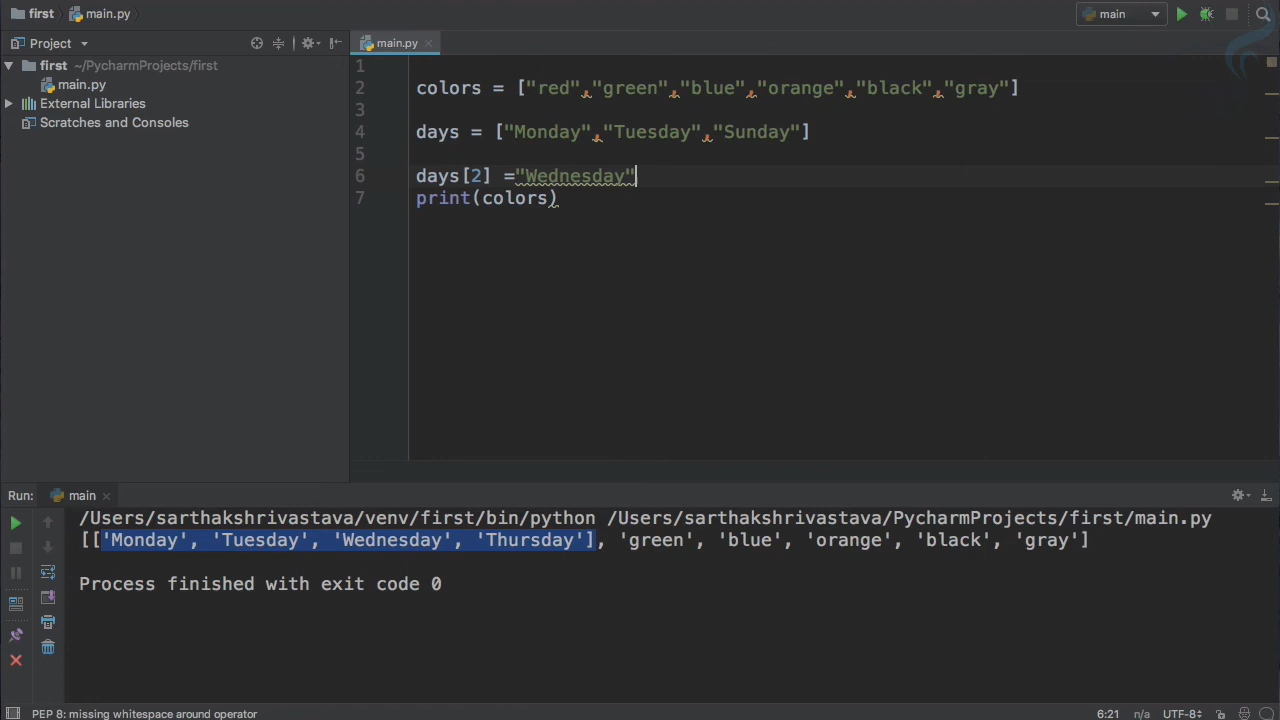 first main.py main
Project main.py
first ~/PycharmProjects/first
main.py
External Libraries
Scratches and Consoles
1
2 colors = ["red","green","blue","orange","black","gray"]
3
4 days = ["Monday","Tuesday","Sunday"]
5
6 days[2] ="Wednesday"
7 print(colors)
Run: main
/Users/sarthakshrivastava/venv/first/bin/python /Users/sarthakshrivastava/PycharmProjects/first/main.py
[['Monday', 'Tuesday', 'Wednesday', 'Thursday'], 'green', 'blue', 'orange', 'black', 'gray']
Process finished with exit code 0
PEP 8: missing whitespace around operator 6:21 n/a UTF-8